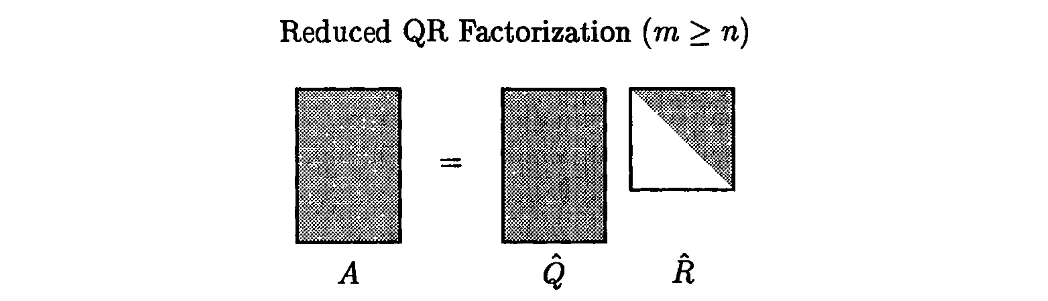 Reduced QR Factorization (m ≥ n)
=
A Q̂ R̂